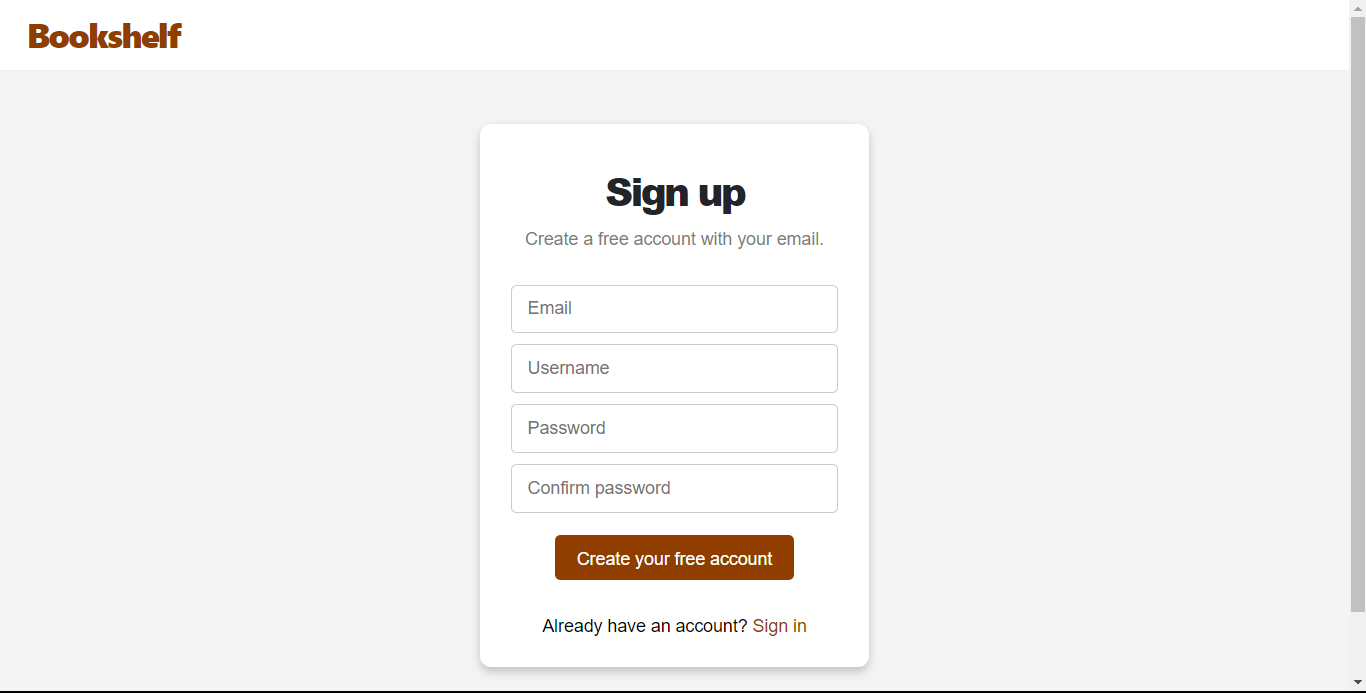 Bookshelf
Sign up
Create a free account with your email.
Email
Username
Password
Confirm password
Create your free account
Already have an account? Sign in